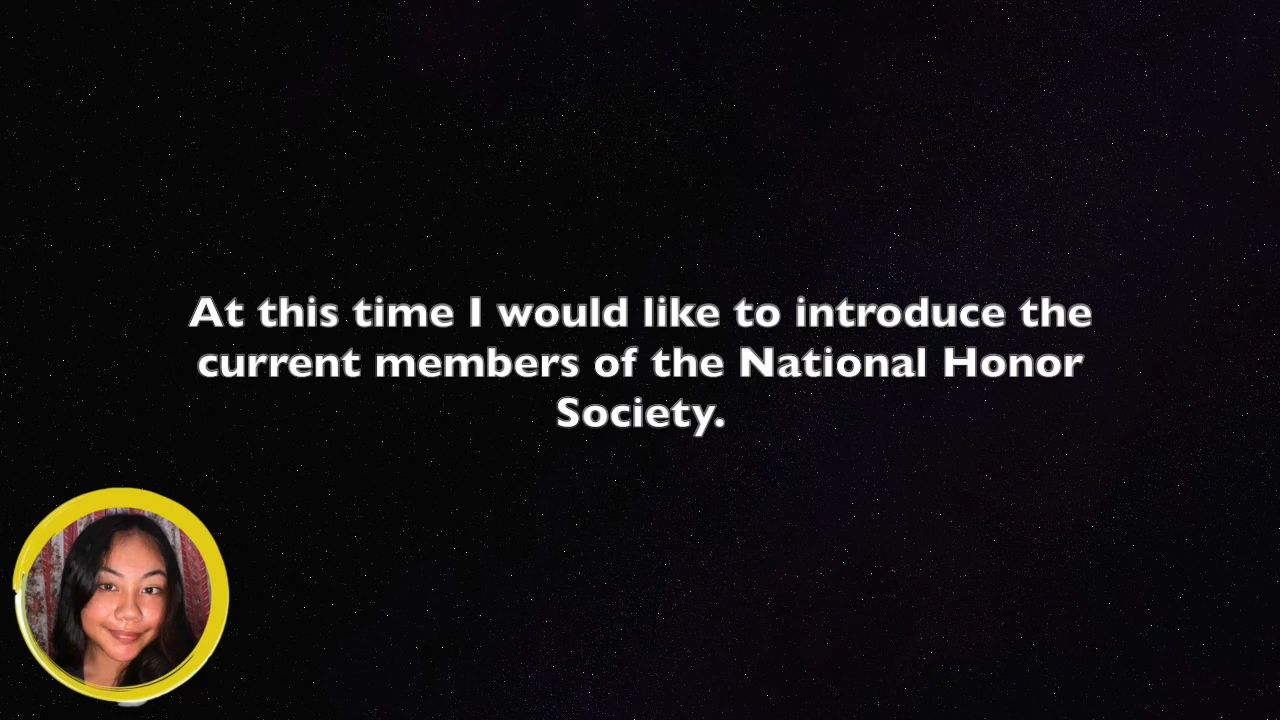 At this time I would like to introduce the
current members of the National Honor
Society.